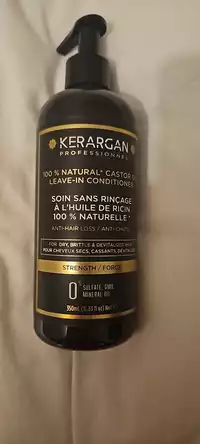 KERARGAN
PROFESSIONNEL
100 % NATURAL* CASTOR
LEAVE-IN CONDITIONER
SOIN SANS RINÇAGE
À L'HUILE DE RICIN
100 % NATURELLE*
ANTI-HAIR LOSS / ANTI-CHUTE
FOR DRY, BRITTLE & DEVITALIZED HAIR
POUR CHEVEUX SECS, CASSANTS, DÉVITALISÉS
STRENGTH / FORCE
0%
SULFATE, GMO,
MINERAL OIL
350mL